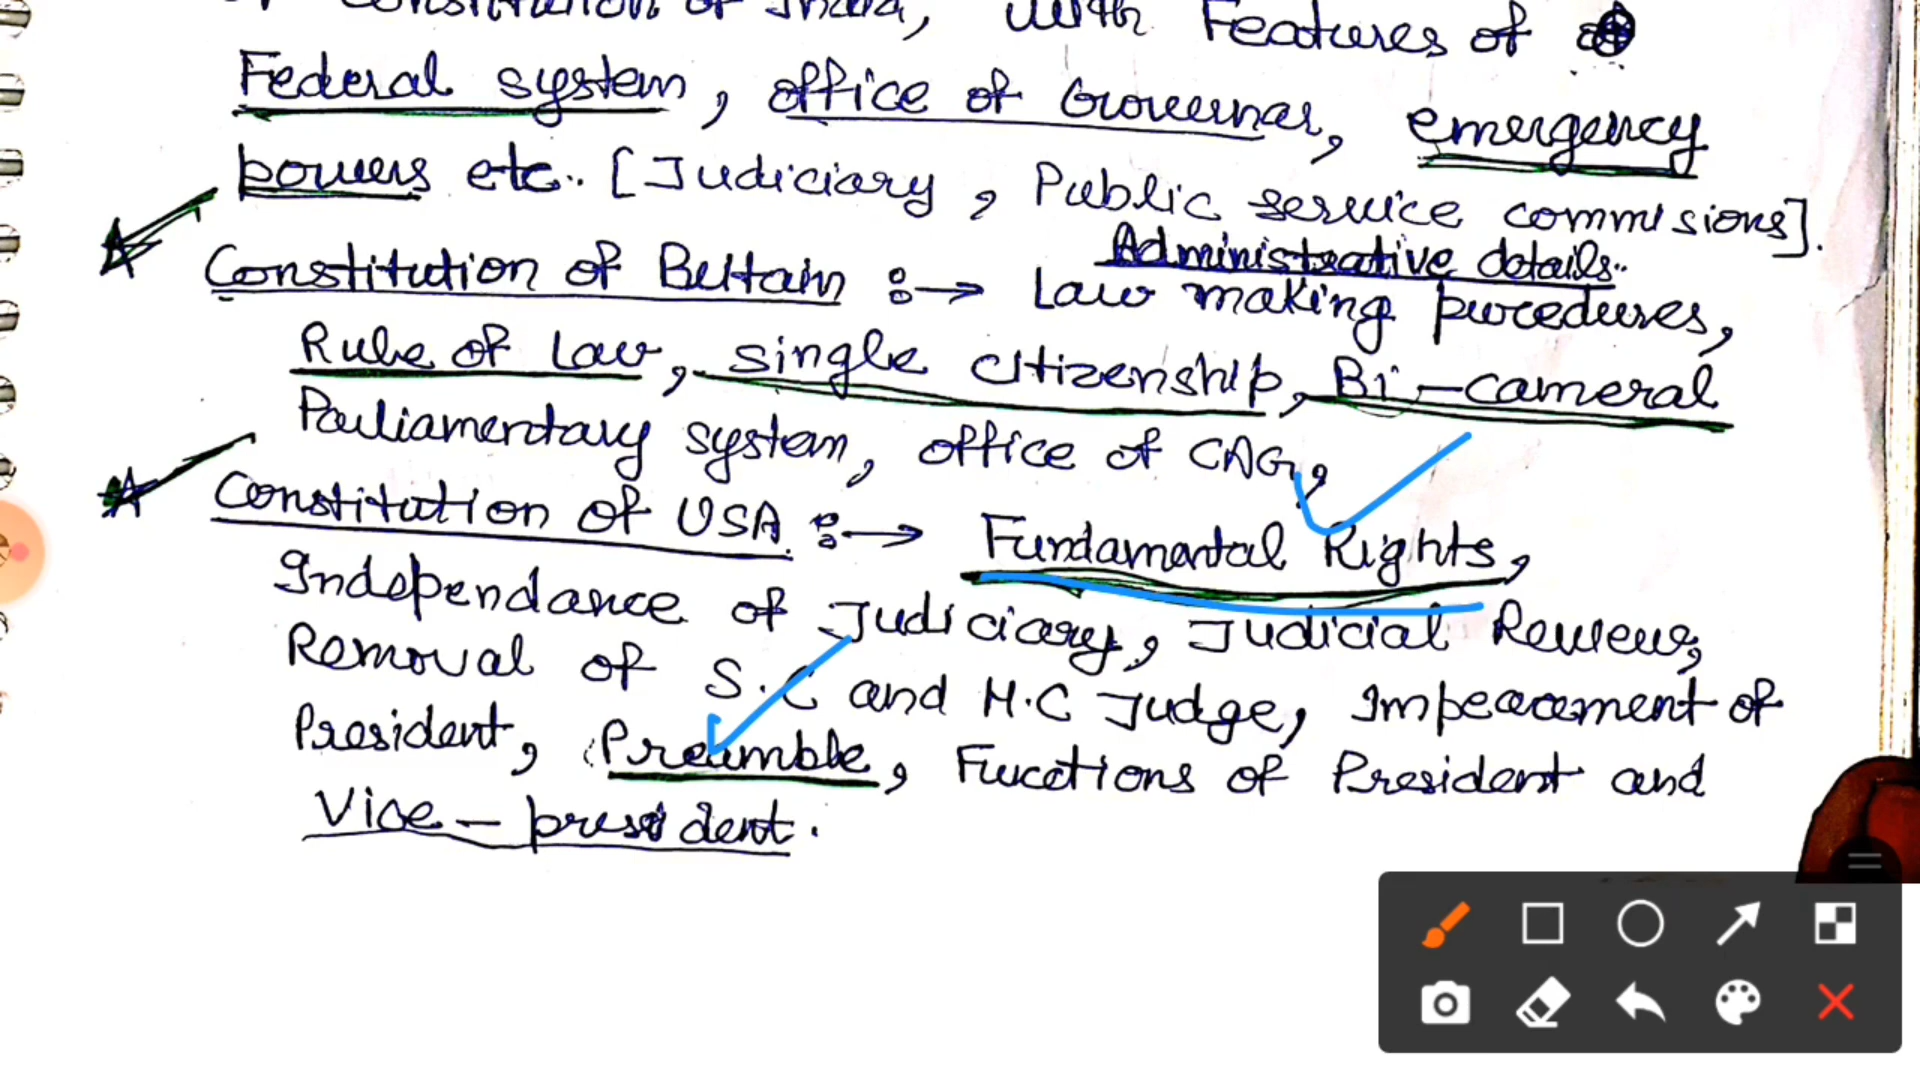 of Constitution of India, with Features of
Federal system, office of Governor, emergency
powers etc.. [Judiciary, Public service commisions].
Administrative details..
Constitution of Britain :→ Law making procedures,
Rule of Law, single citizenship, Bi-cameral
Parliamentary system, office of CAG,
Constitution of USA :→ Fundamental Rights,
Independance of Judiciary, Judicial Review,
Removal of S.C and H.C Judge, Impeacement of
President, Preamble, Fucctions of President and
Vice-president.